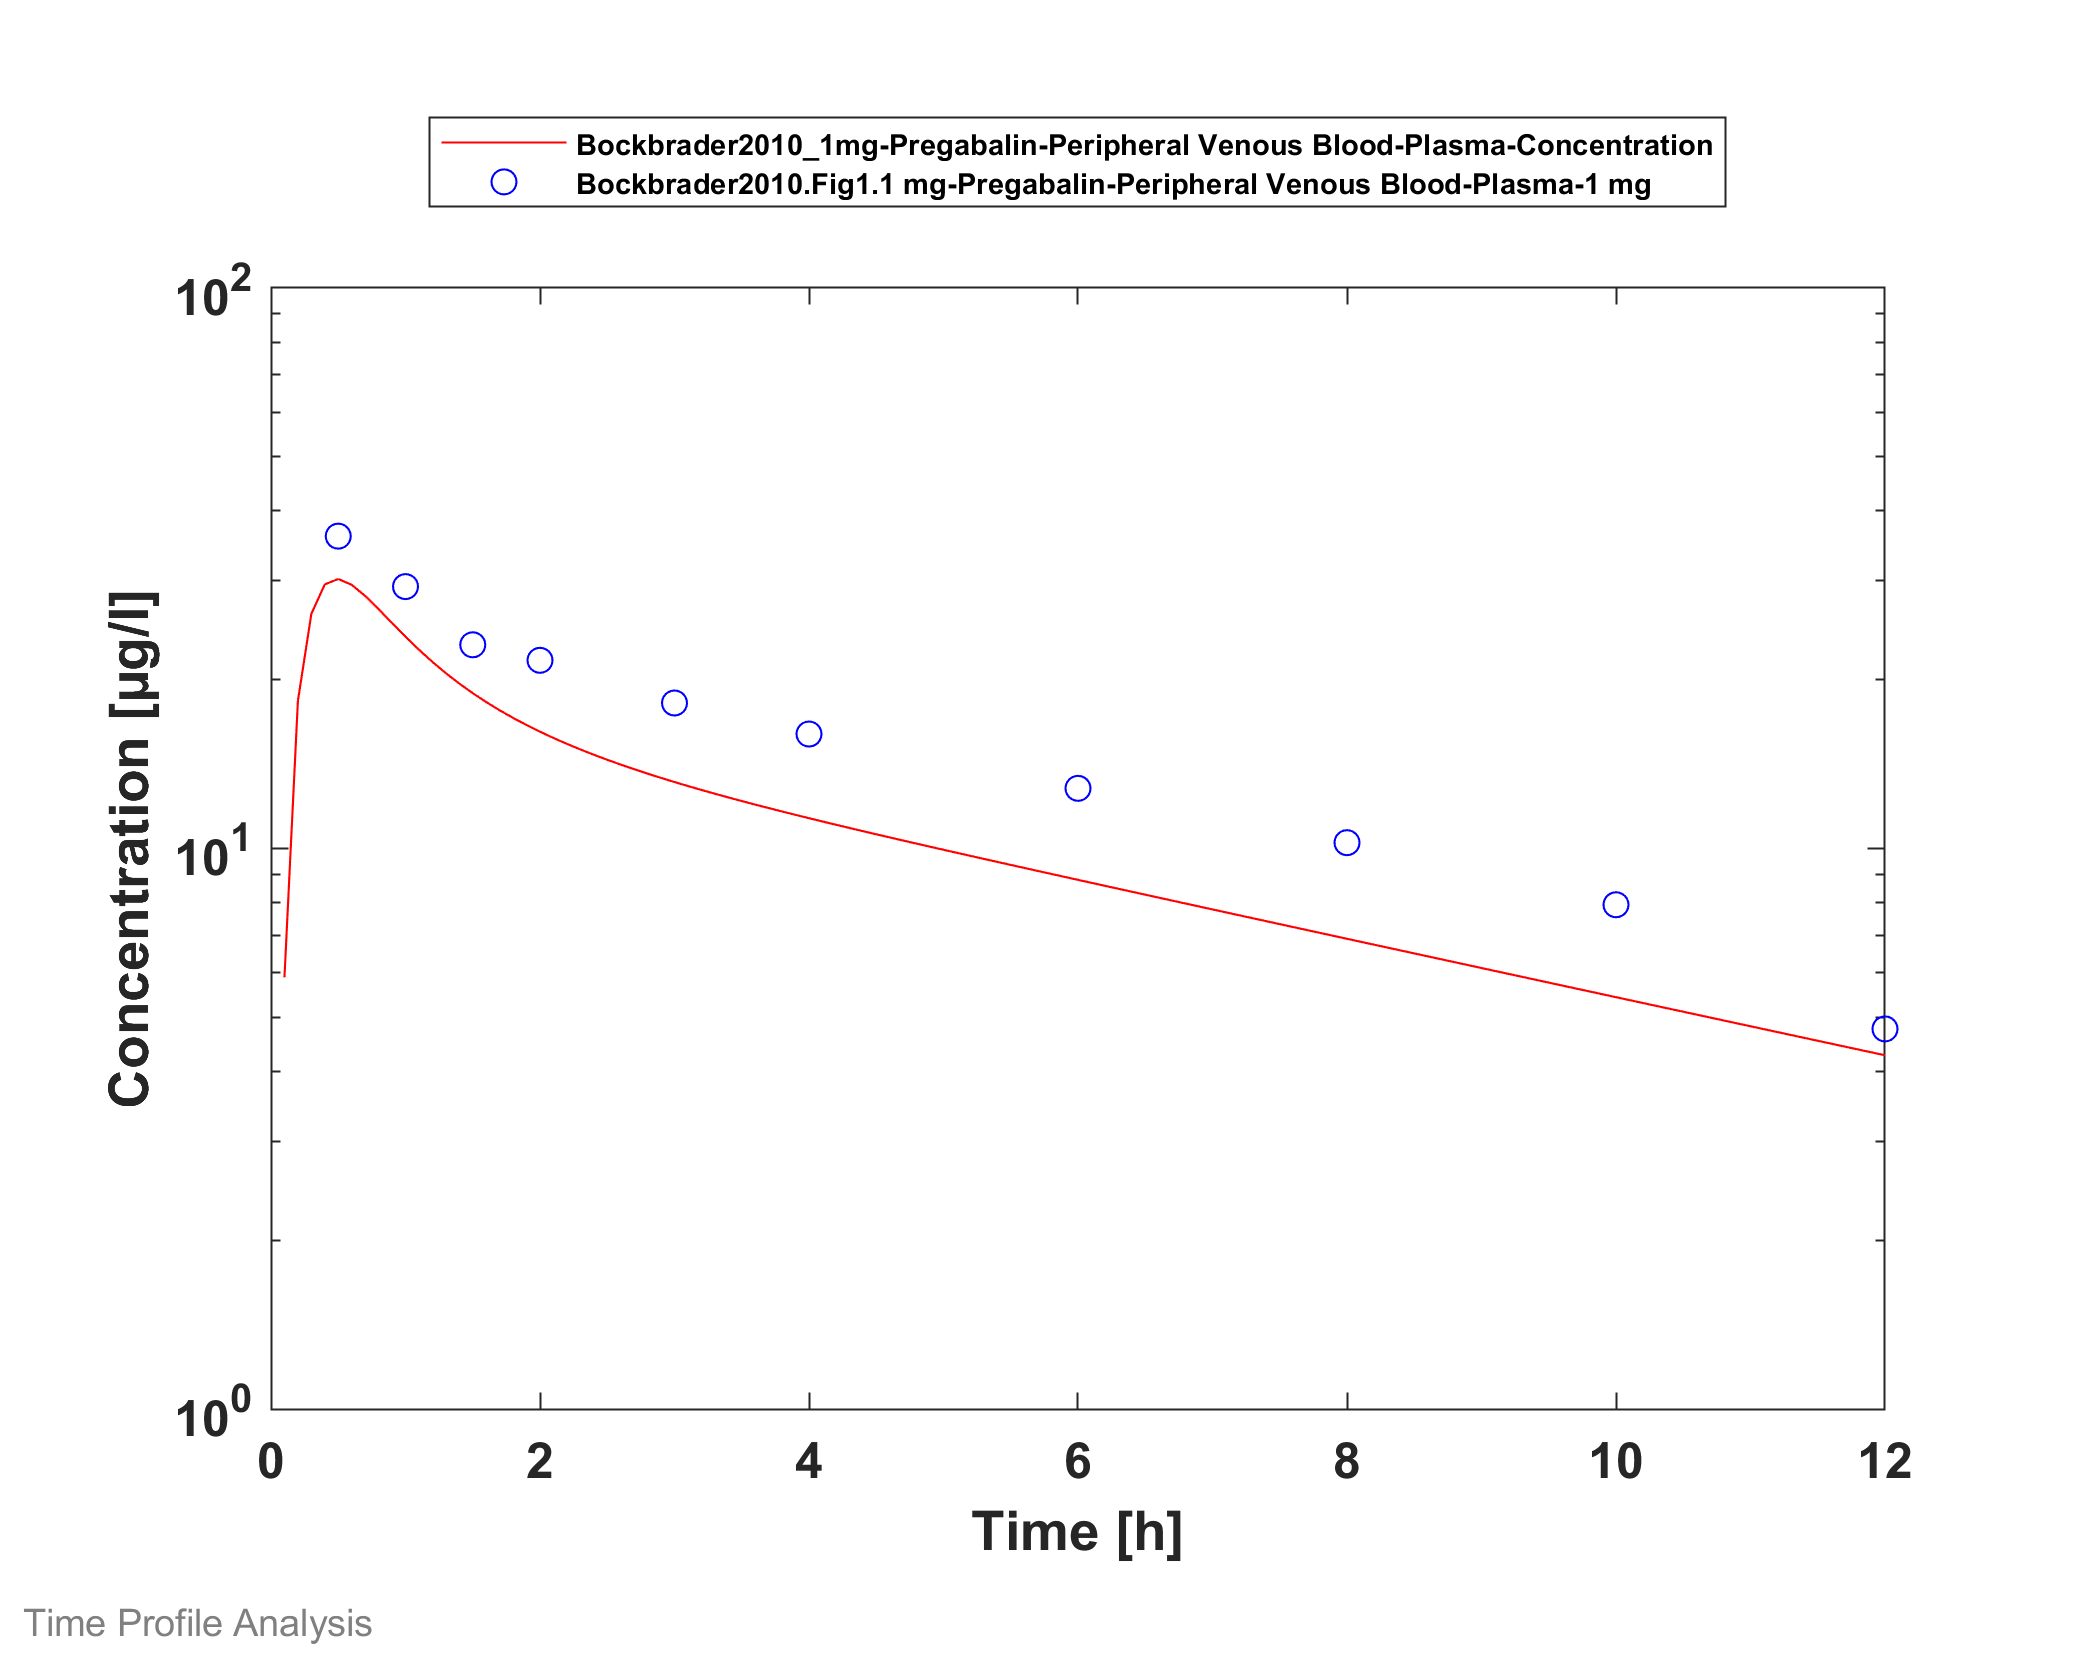 Bockbrader2010_1mg-Pregabalin-Peripheral Venous Blood-Plasma-Concentration
Bockbrader2010.Fig1.1 mg-Pregabalin-Peripheral Venous Blood-Plasma-1 mg
10^2
10^1
10^0
Concentration [µg/l]
0 2 4 6 8 10 12
Time [h]
Time Profile Analysis